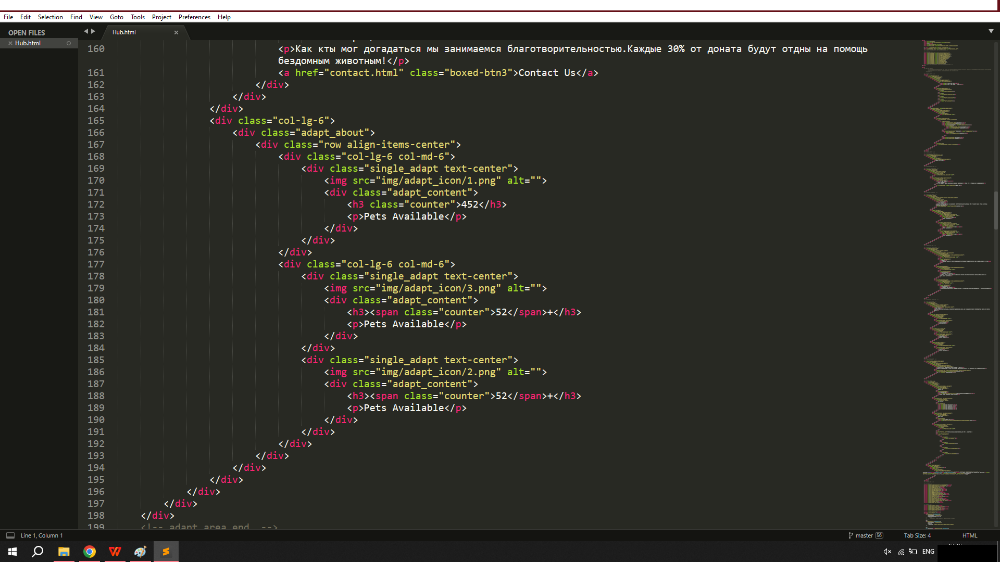 File Edit Selection Find View Goto Tools Project Preferences Help
OPEN FILES
Hub.html
Hub.html
160 <p>Как кты мог догадаться мы занимаемся благотворительностью.Каждые 30% от доната будут отдны на помощь
бездомным животным!</p>
161 <a href="contact.html" class="boxed-btn3">Contact Us</a>
162 </div>
163 </div>
164 </div>
165 <div class="col-lg-6">
166 <div class="adapt_about">
167 <div class="row align-items-center">
168 <div class="col-lg-6 col-md-6">
169 <div class="single_adapt text-center">
170 <img src="img/adapt_icon/1.png" alt="">
171 <div class="adapt_content">
172 <h3 class="counter">452</h3>
173 <p>Pets Available</p>
174 </div>
175 </div>
176 </div>
177 <div class="col-lg-6 col-md-6">
178 <div class="single_adapt text-center">
179 <img src="img/adapt_icon/3.png" alt="">
180 <div class="adapt_content">
181 <h3><span class="counter">52</span>+</h3>
182 <p>Pets Available</p>
183 </div>
184 </div>
185 <div class="single_adapt text-center">
186 <img src="img/adapt_icon/2.png" alt="">
187 <div class="adapt_content">
188 <h3><span class="counter">52</span>+</h3>
189 <p>Pets Available</p>
190 </div>
191 </div>
192 </div>
193 </div>
194 </div>
195 </div>
196 </div>
197 </div>
198 </div>
199 <!-- adapt_area_end -->
Line 1, Column 1
master 56
Tab Size: 4
HTML
ENG